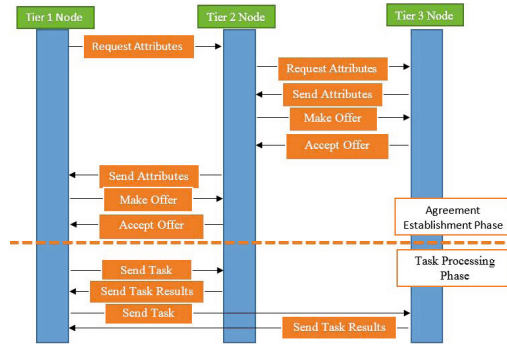 Tier 1 Node
Tier 2 Node
Tier 3 Node
Request Attributes
Request Attributes
Send Attributes
Make Offer
Accept Offer
Send Attributes
Make Offer
Accept Offer
Agreement
Establishment Phase
Task Processing
Phase
Send Task
Send Task Results
Send Task
Send Task Results